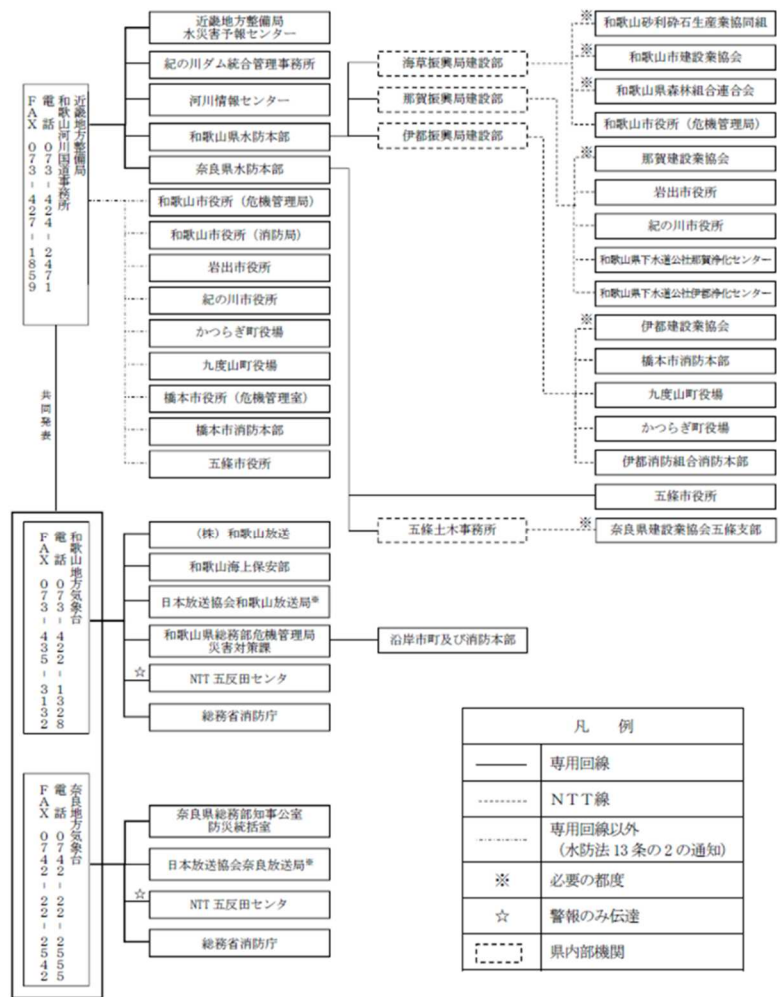 近畿地方整備局
和歌山河川国道事務所
電話 073-424-2471
FAX 073-427-1859
近畿地方整備局
水災害予報センター
紀の川ダム統合管理事務所
河川情報センター
和歌山県水防本部
奈良県水防本部
和歌山市役所（危機管理局）
和歌山市役所（消防局）
岩出市役所
紀の川市役所
かつらぎ町役場
九度山町役場
橋本市役所（危機管理室）
橋本市消防本部
五條市役所
海草振興局建設部
那賀振興局建設部
伊都振興局建設部
※
和歌山砂利砕石生産業協同組
※
和歌山市建設業協会
※
和歌山県森林組合連合会
和歌山市役所（危機管理局）
※
那賀建設業協会
岩出市役所
紀の川市役所
和歌山県下水道公社那賀浄化センター
和歌山県下水道公社伊都浄化センター
※
伊都建設業協会
橋本市消防本部
九度山町役場
かつらぎ町役場
伊都消防組合消防本部
五條市役所
五條土木事務所
※
奈良県建設業協会五條支部
共同発表
和歌山地方気象台
電話 073-422-1328
FAX 073-435-3132
（株）和歌山放送
和歌山海上保安部
日本放送協会和歌山放送局※
和歌山県総務部危機管理局
災害対策課
沿岸市町及び消防本部
☆
NTT 五反田センタ
総務省消防庁
奈良地方気象台
電話 0742-22-2555
FAX 0742-22-2542
奈良県総務部知事公室
防災統括室
日本放送協会奈良放送局※
☆
NTT 五反田センタ
総務省消防庁
凡 例
専用回線
ＮＴＴ線
専用回線以外
（水防法 13 条の 2 の通知）
※ 必要の都度
☆ 警報のみ伝達
県内部機関